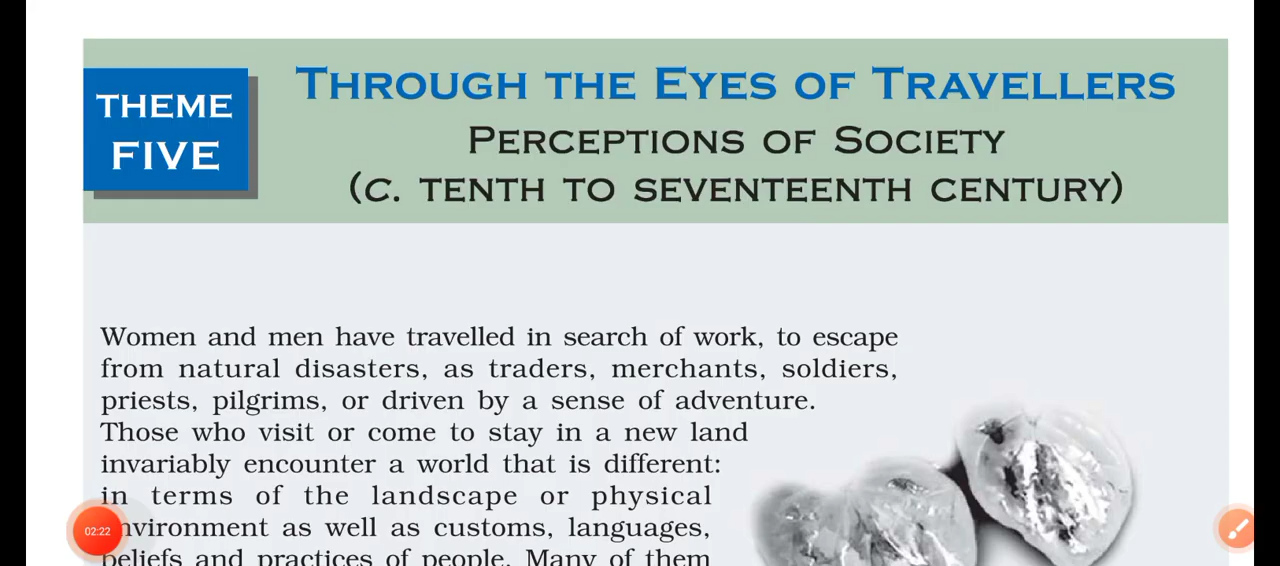 THEME
FIVE
THROUGH THE EYES OF TRAVELLERS
PERCEPTIONS OF SOCIETY
(C. TENTH TO SEVENTEENTH CENTURY)
Women and men have travelled in search of work, to escape
from natural disasters, as traders, merchants, soldiers,
priests, pilgrims, or driven by a sense of adventure.
Those who visit or come to stay in a new land
invariably encounter a world that is different:
in terms of the landscape or physical
environment as well as customs, languages,
beliefs and practices of people. Many of them
02:22